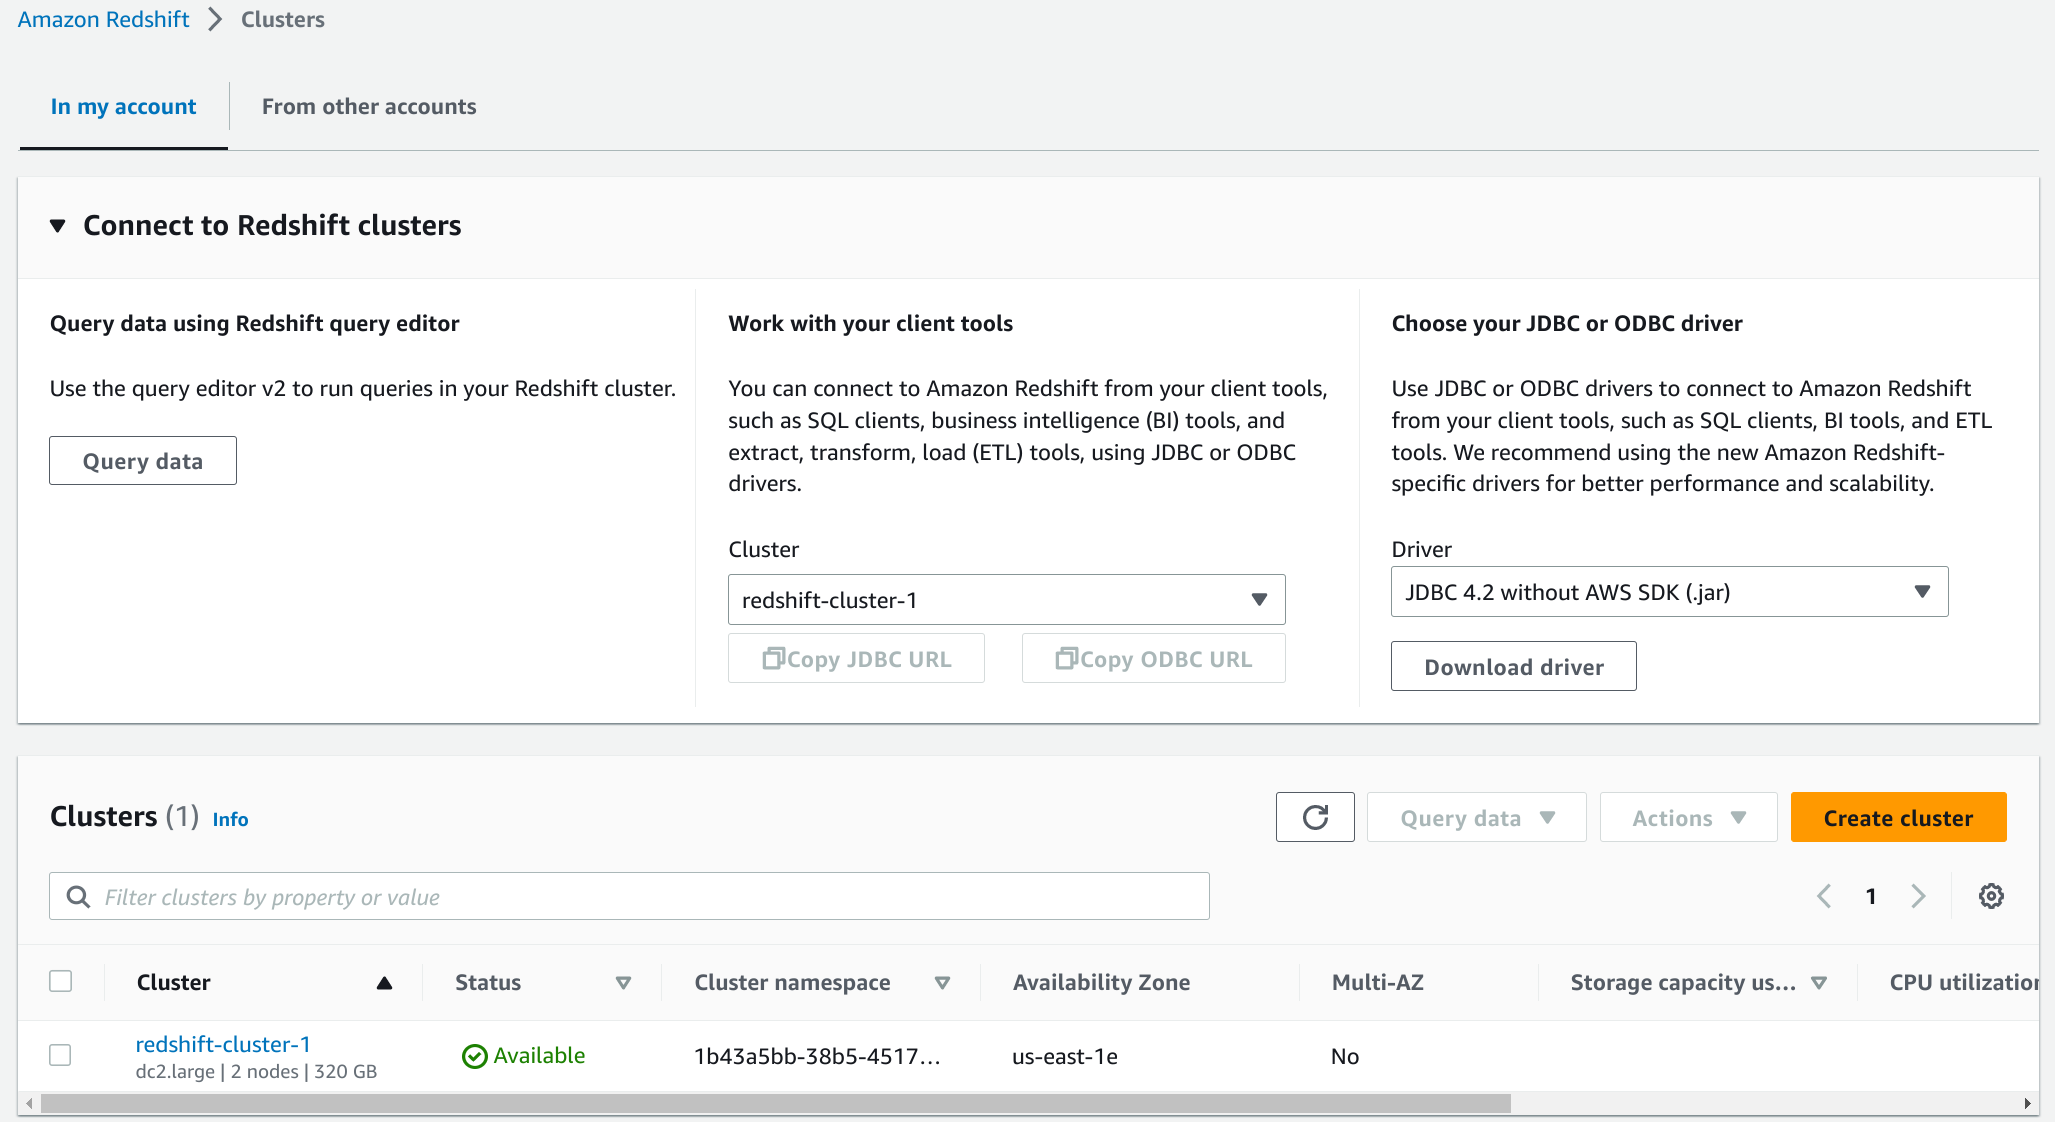 Amazon Redshift > Clusters
In my account
From other accounts
Connect to Redshift clusters
Query data using Redshift query editor
Use the query editor v2 to run queries in your Redshift cluster.
Query data
Work with your client tools
You can connect to Amazon Redshift from your client tools,
such as SQL clients, business intelligence (BI) tools, and
extract, transform, load (ETL) tools, using JDBC or ODBC
drivers.
Cluster
redshift-cluster-1
Copy JDBC URL
Copy ODBC URL
Choose your JDBC or ODBC driver
Use JDBC or ODBC drivers to connect to Amazon Redshift
from your client tools, such as SQL clients, BI tools, and ETL
tools. We recommend using the new Amazon Redshift-
specific drivers for better performance and scalability.
Driver
JDBC 4.2 without AWS SDK (.jar)
Download driver
Clusters (1) Info
Query data
Actions
Create cluster
Filter clusters by property or value
1
Cluster Status Cluster namespace Availability Zone Multi-AZ Storage capacity us... CPU utilization
redshift-cluster-1 Available 1b43a5bb-38b5-4517... us-east-1e No
dc2.large | 2 nodes | 320 GB